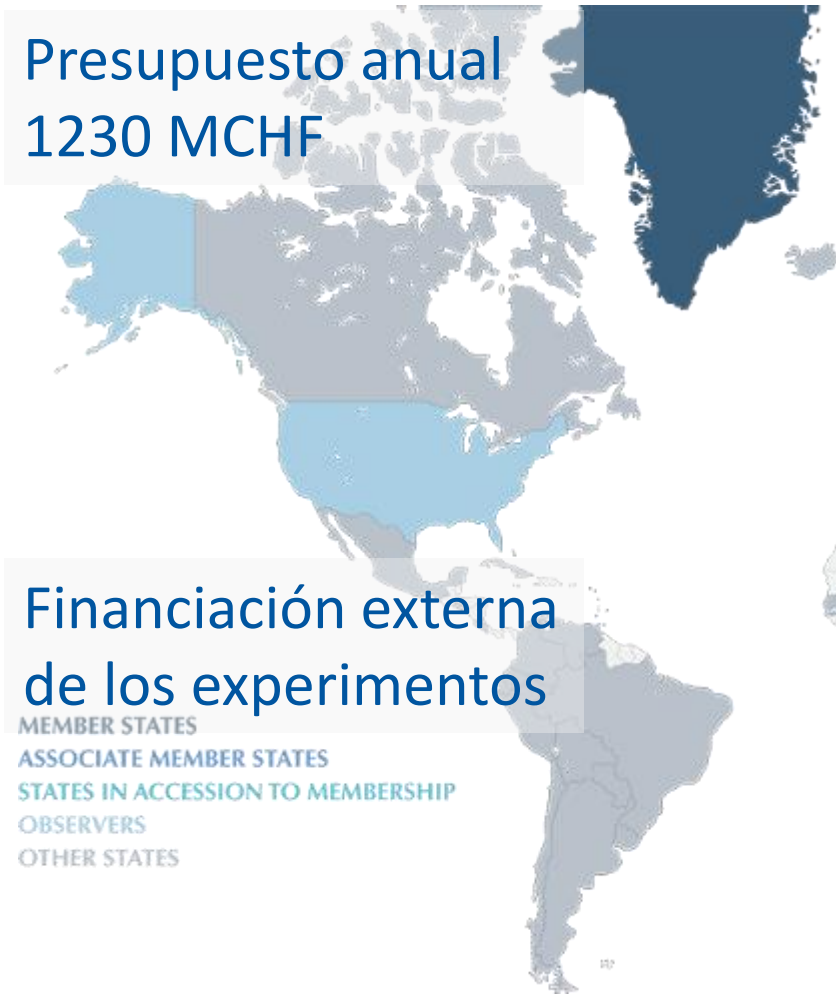 Presupuesto anual
1230 MCHF
Financiación externa
de los experimentos
MEMBER STATES
ASSOCIATE MEMBER STATES
STATES IN ACCESSION TO MEMBERSHIP
OBSERVERS
OTHER STATES